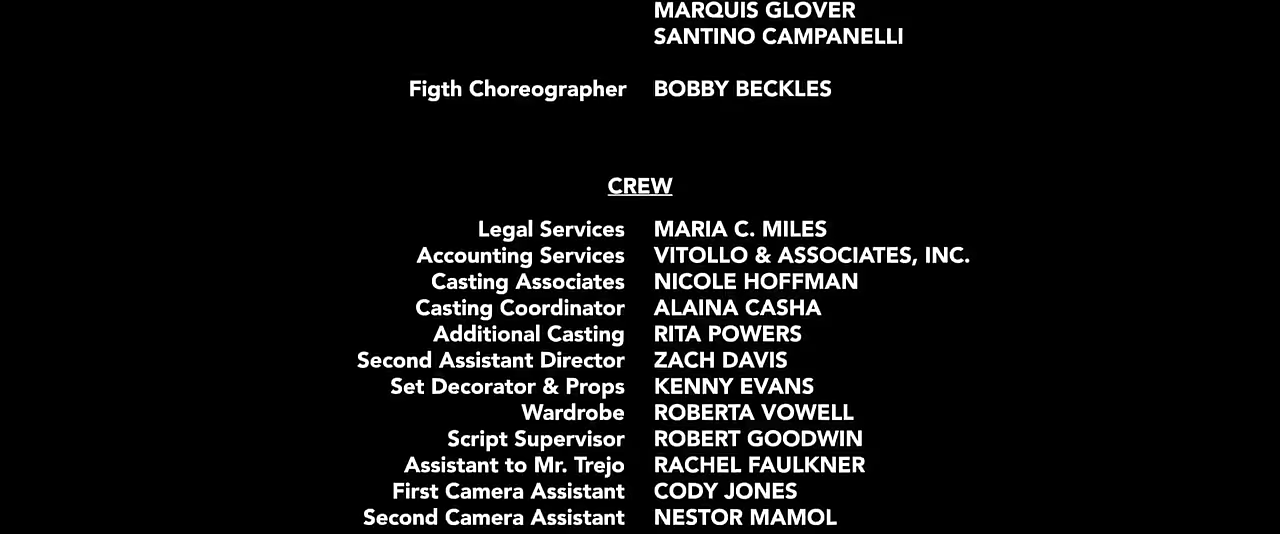 MARQUIS GLOVER
SANTINO CAMPANELLI
Figth Choreographer BOBBY BECKLES
CREW
Legal Services MARIA C. MILES
Accounting Services VITOLLO & ASSOCIATES, INC.
Casting Associates NICOLE HOFFMAN
Casting Coordinator ALAINA CASHA
Additional Casting RITA POWERS
Second Assistant Director ZACH DAVIS
Set Decorator & Props KENNY EVANS
Wardrobe ROBERTA VOWELL
Script Supervisor ROBERT GOODWIN
Assistant to Mr. Trejo RACHEL FAULKNER
First Camera Assistant CODY JONES
Second Camera Assistant NESTOR MAMOL